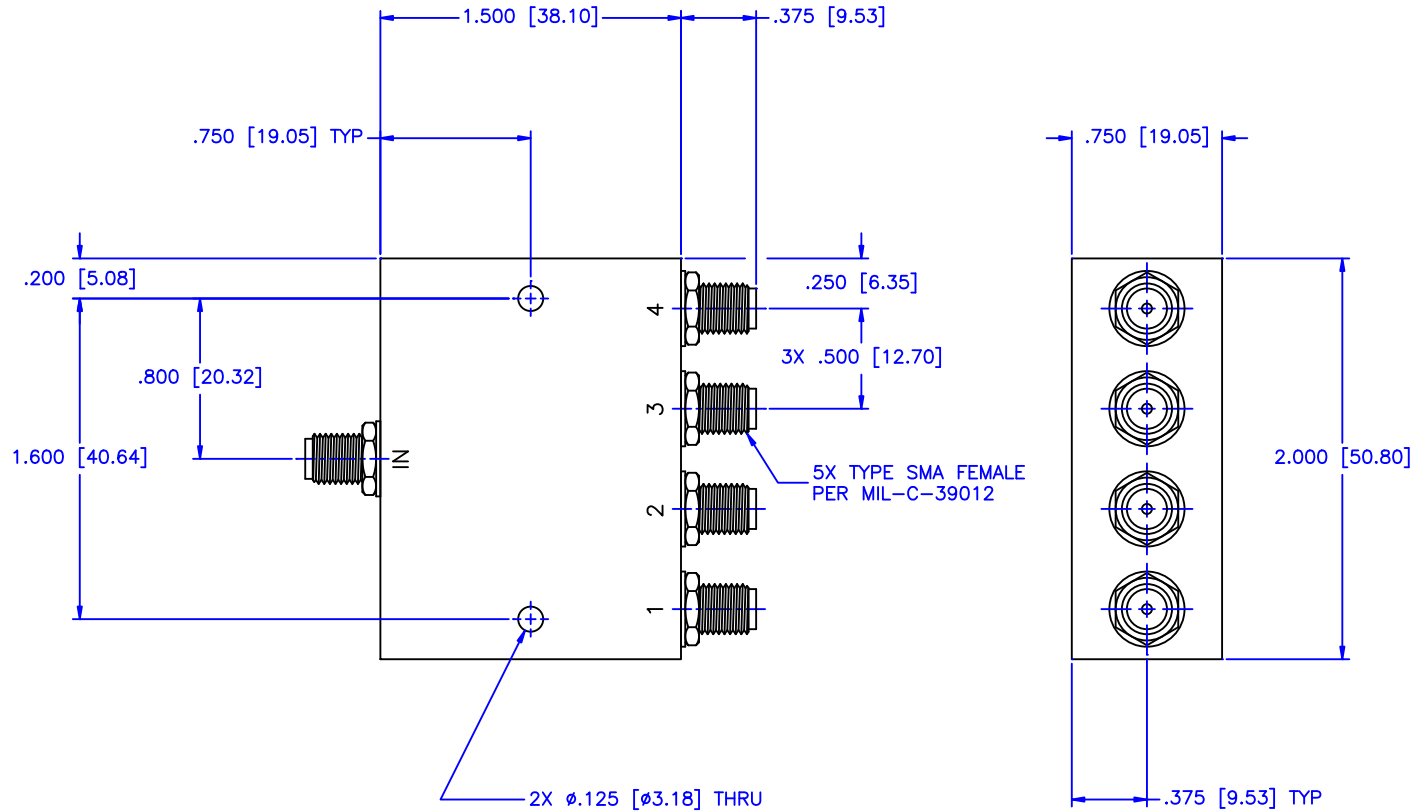 1.500 [38.10]
.375 [9.53]
.750 [19.05] TYP
.750 [19.05]
.200 [5.08]
.250 [6.35]
4
3X .500 [12.70]
.800 [20.32]
3
1.600 [40.64]
IN
2.000 [50.80]
5X TYPE SMA FEMALE
PER MIL-C-39012
2
1
2X ø.125 [ø3.18] THRU
.375 [9.53] TYP